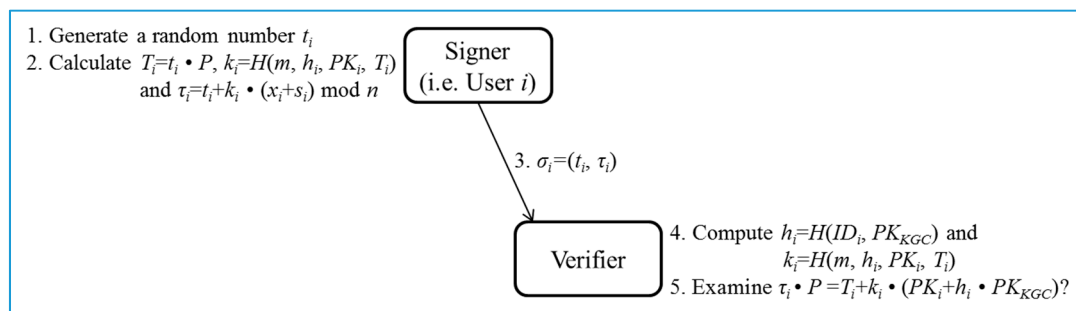 1. Generate a random number tᵢ
2. Calculate Tᵢ=tᵢ • P, kᵢ=H(m, hᵢ, PKᵢ, Tᵢ)
and τᵢ=tᵢ+kᵢ • (xᵢ+sᵢ) mod n
Signer
(i.e. User i)
3. σᵢ=(tᵢ, τᵢ)
Verifier
4. Compute hᵢ=H(IDᵢ, PK_KGC) and
kᵢ=H(m, hᵢ, PKᵢ, Tᵢ)
5. Examine τᵢ • P =Tᵢ+kᵢ • (PKᵢ+hᵢ • PK_KGC)?